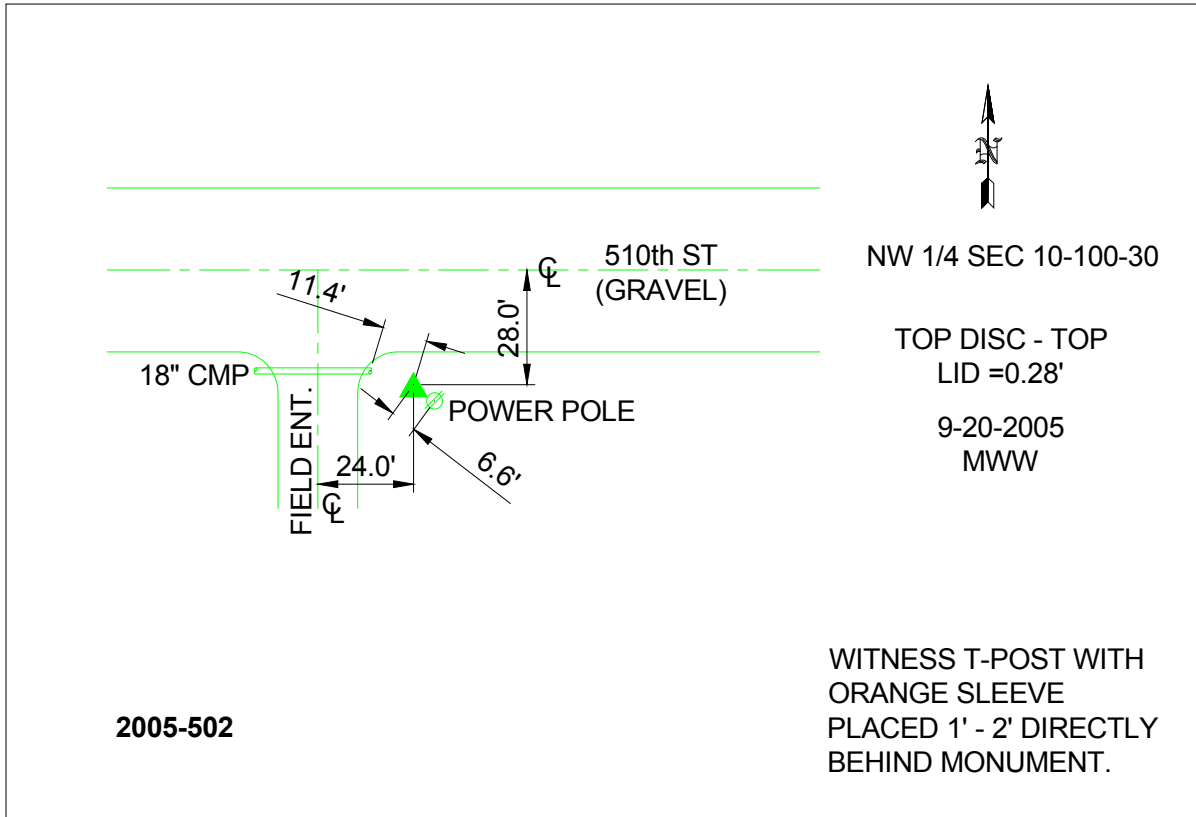 N
NW 1/4 SEC 10-100-30
510th ST
(GRAVEL)
℄
11.4'
28.0'
TOP DISC - TOP
LID =0.28'
18" CMP
POWER POLE
9-20-2005
MWW
FIELD ENT.
24.0'
6.6'
℄
WITNESS T-POST WITH
ORANGE SLEEVE
PLACED 1' - 2' DIRECTLY
BEHIND MONUMENT.
2005-502